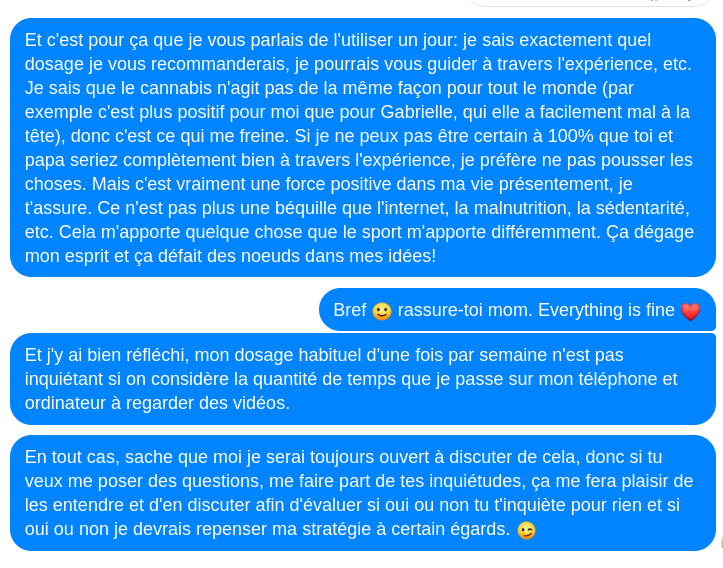 Et c'est pour ça que je vous parlais de l'utiliser un jour: je sais exactement quel
dosage je vous recommanderais, je pourrais vous guider à travers l'expérience, etc.
Je sais que le cannabis n'agit pas de la même façon pour tout le monde (par
exemple c'est plus positif pour moi que pour Gabrielle, qui elle a facilement mal à la
tête), donc c'est ce qui me freine. Si je ne peux pas être certain à 100% que toi et
papa seriez complètement bien à travers l'expérience, je préfère ne pas pousser les
choses. Mais c'est vraiment une force positive dans ma vie présentement, je
t'assure. Ce n'est pas plus une béquille que l'internet, la malnutrition, la sédentarité,
etc. Cela m'apporte quelque chose que le sport m'apporte différemment. Ça dégage
mon esprit et ça défait des noeuds dans mes idées!
Bref 🙂 rassure-toi mom. Everything is fine ❤️
Et j'y ai bien réfléchi, mon dosage habituel d'une fois par semaine n'est pas
inquiétant si on considère la quantité de temps que je passe sur mon téléphone et
ordinateur à regarder des vidéos.
En tout cas, sache que moi je serai toujours ouvert à discuter de cela, donc si tu
veux me poser des questions, me faire part de tes inquiétudes, ça me fera plaisir de
les entendre et d'en discuter afin d'évaluer si oui ou non tu t'inquiète pour rien et si
oui ou non je devrais repenser ma stratégie à certain égards. 😉